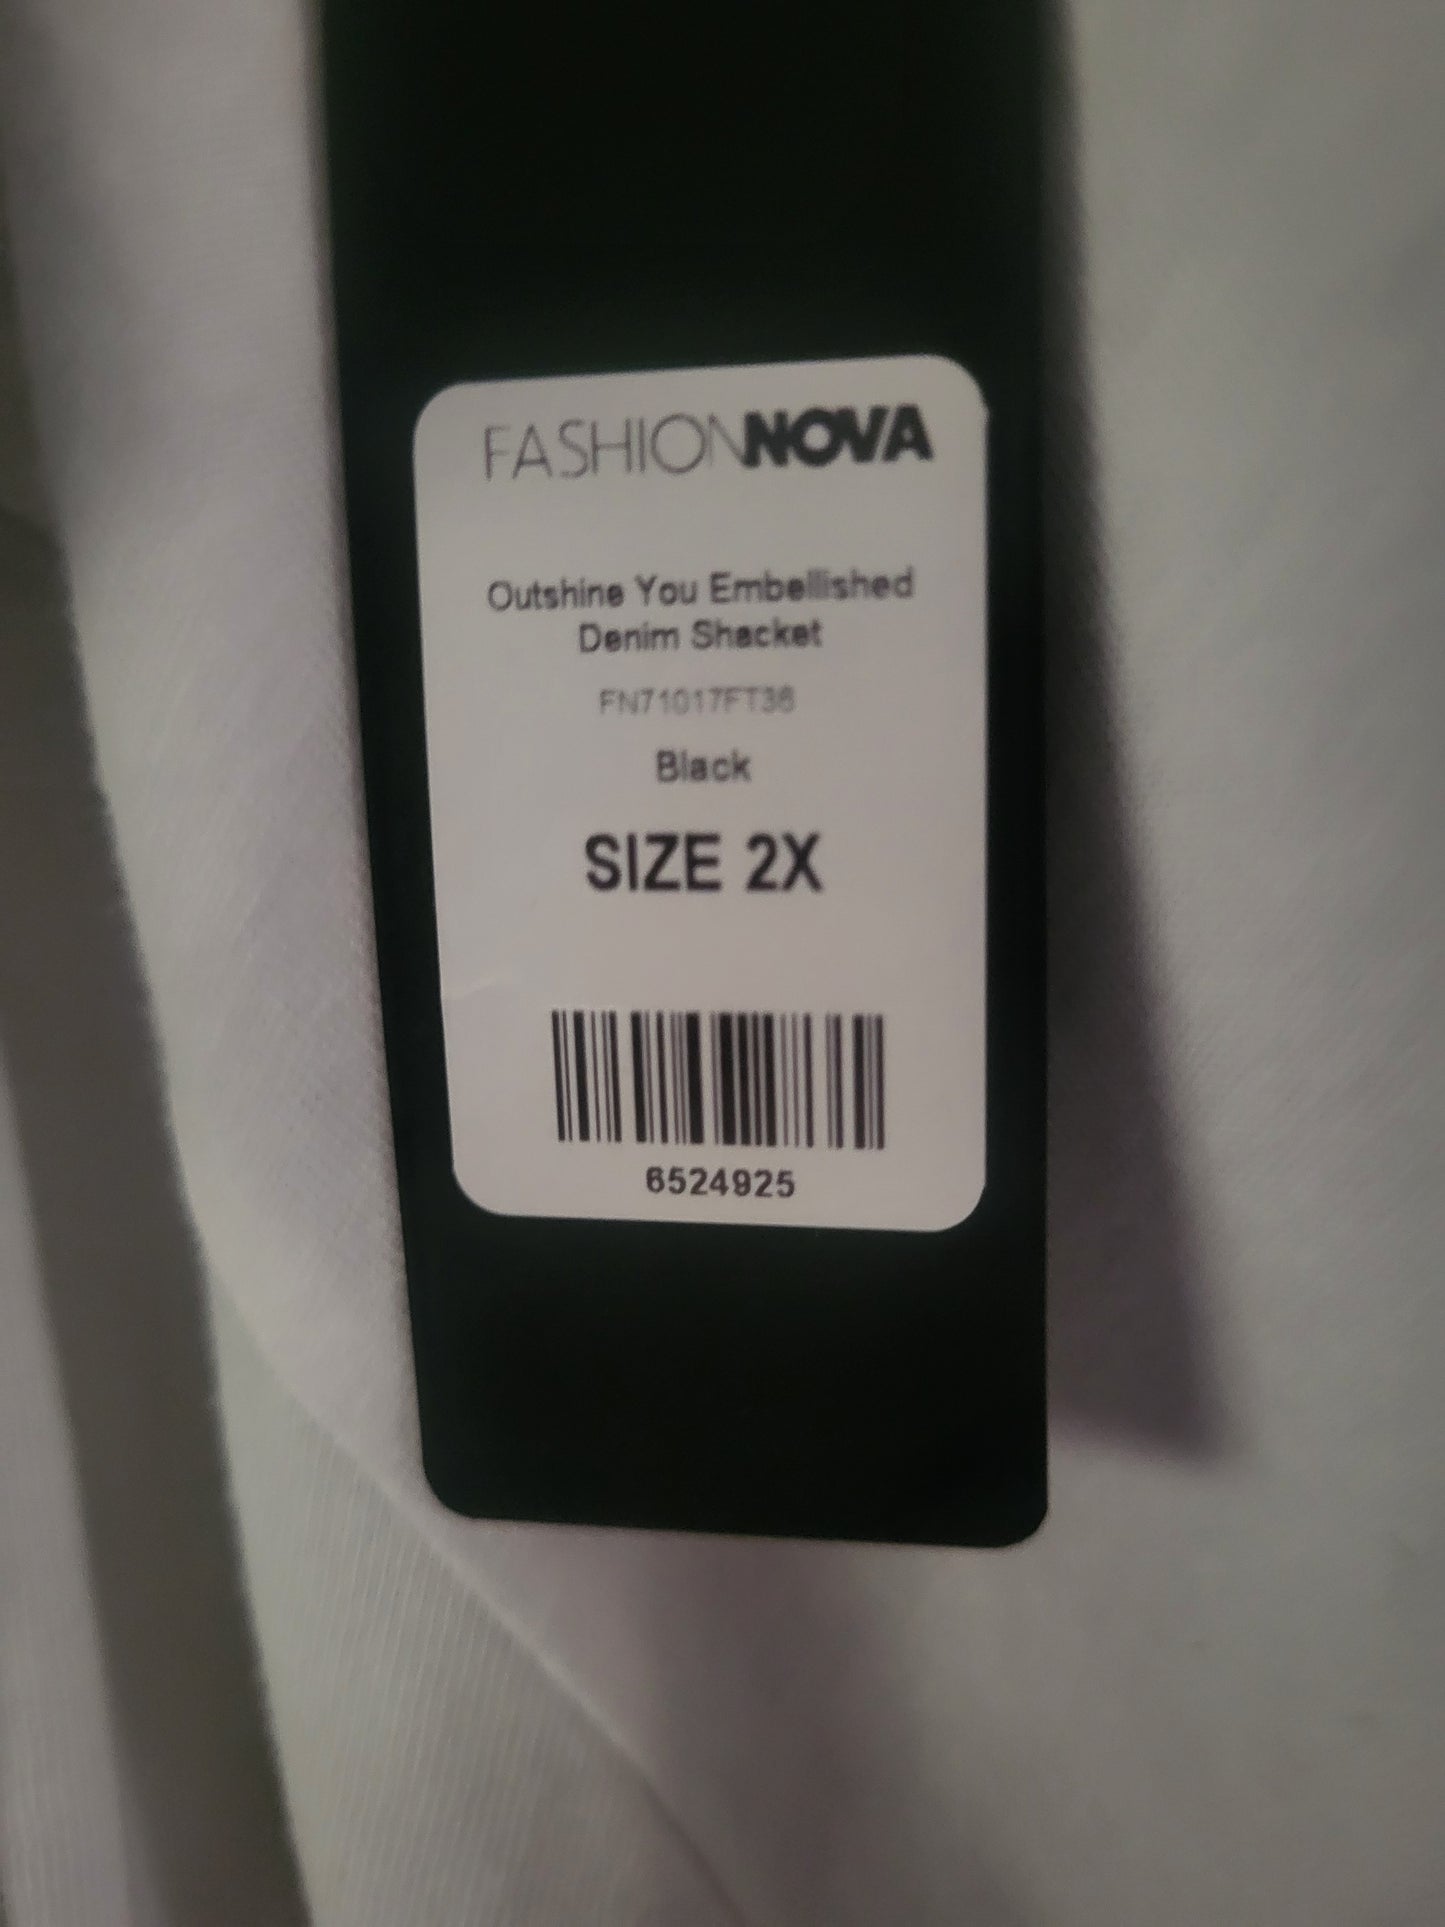 FASHIONNOVA
Outshine You Embellished
Denim Shacket
FN71017FT36
Black
SIZE 2X
6524925